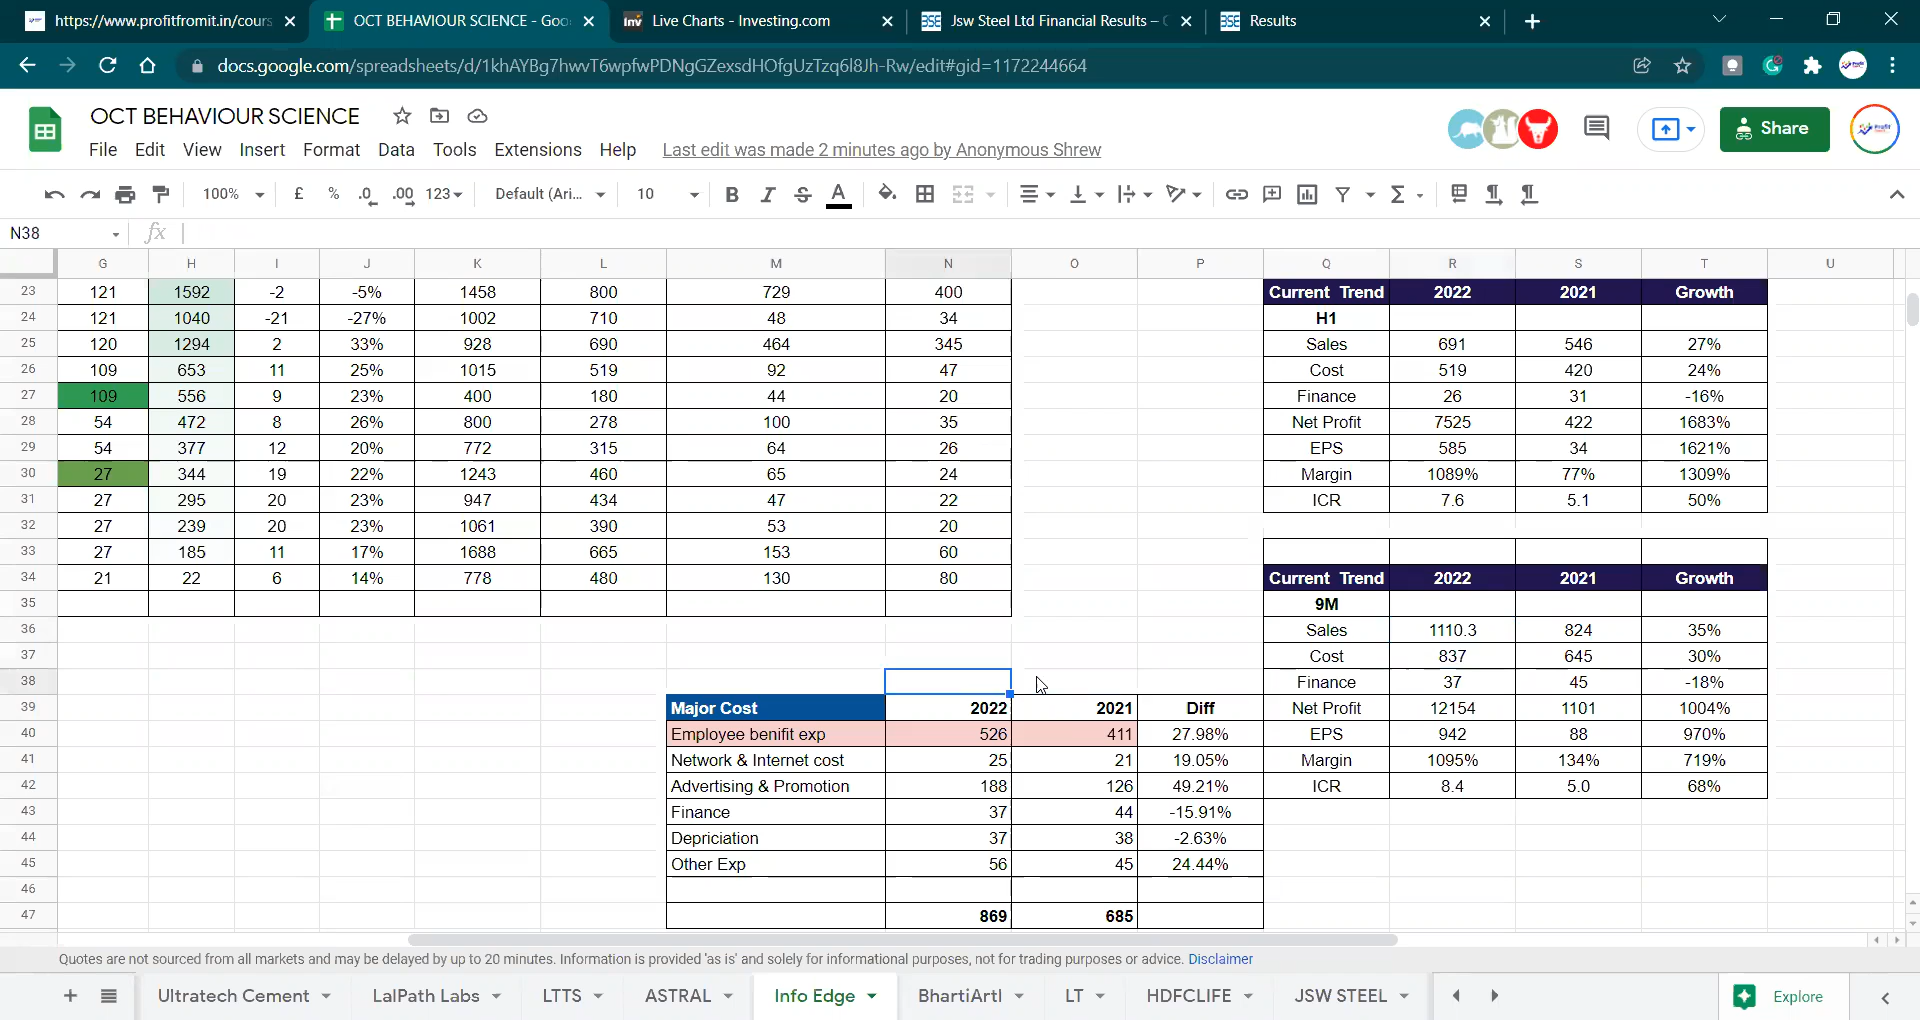 https://www.profitfromit.in/cours
OCT BEHAVIOUR SCIENCE - Goo
Live Charts - Investing.com
Jsw Steel Ltd Financial Results –
Results
docs.google.com/spreadsheets/d/1khAYBg7hwvT6wpfwPDNgGZexsdHOfgUzTzq6l8Jh-Rw/edit#gid=1172244664
OCT BEHAVIOUR SCIENCE
File Edit View Insert Format Data Tools Extensions Help Last edit was made 2 minutes ago by Anonymous Shrew
Share
100% £ % .0 .00 123 Default (Ari... 10 B I S A
N38 fx
G H I J K L M N O P Q R S T U
23 121 1592 -2 -5% 1458 800 729 400 Current Trend 2022 2021 Growth
24 121 1040 -21 -27% 1002 710 48 34 H1
25 120 1294 2 33% 928 690 464 345 Sales 691 546 27%
26 109 653 11 25% 1015 519 92 47 Cost 519 420 24%
27 109 556 9 23% 400 180 44 20 Finance 26 31 -16%
28 54 472 8 26% 800 278 100 35 Net Profit 7525 422 1683%
29 54 377 12 20% 772 315 64 26 EPS 585 34 1621%
30 27 344 19 22% 1243 460 65 24 Margin 1089% 77% 1309%
31 27 295 20 23% 947 434 47 22 ICR 7.6 5.1 50%
32 27 239 20 23% 1061 390 53 20
33 27 185 11 17% 1688 665 153 60
34 21 22 6 14% 778 480 130 80 Current Trend 2022 2021 Growth
35 9M
36 Sales 1110.3 824 35%
37 Cost 837 645 30%
38 Finance 37 45 -18%
39 Major Cost 2022 2021 Diff Net Profit 12154 1101 1004%
40 Employee benifit exp 526 411 27.98% EPS 942 88 970%
41 Network & Internet cost 25 21 19.05% Margin 1095% 134% 719%
42 Advertising & Promotion 188 126 49.21% ICR 8.4 5.0 68%
43 Finance 37 44 -15.91%
44 Depriciation 37 38 -2.63%
45 Other Exp 56 45 24.44%
46
47 869 685
Quotes are not sourced from all markets and may be delayed by up to 20 minutes. Information is provided 'as is' and solely for informational purposes, not for trading purposes or advice. Disclaimer
Ultratech Cement LalPath Labs LTTS ASTRAL Info Edge BhartiArtl LT HDFCLIFE JSW STEEL Explore